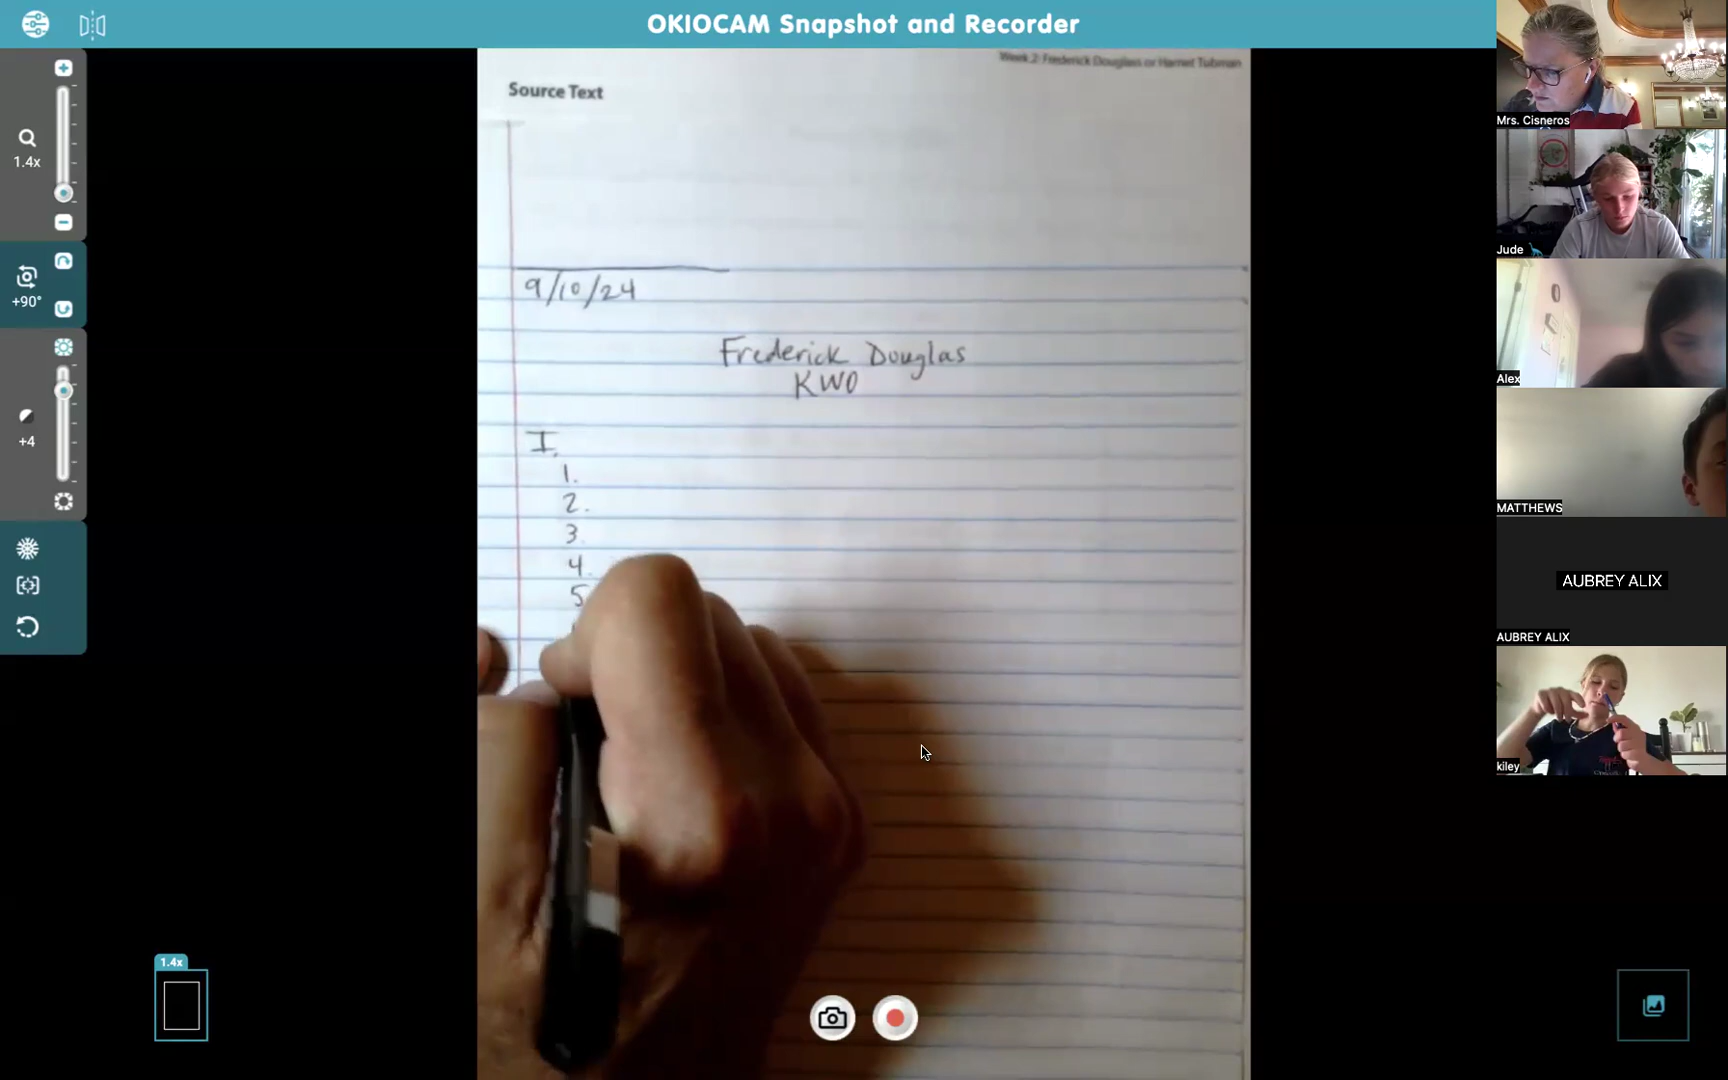 OKIOCAM Snapshot and Recorder
Week 2: Frederick Douglass or Harriet Tubman
Source Text
9/10/24
Frederick Douglas
KWO
I.
1.
2.
3.
4.
5
1.4x
+90°
+4
1.4x
Mrs. Cisneros
Jude
Alex
MATTHEWS
AUBREY ALIX
AUBREY ALIX
kiley